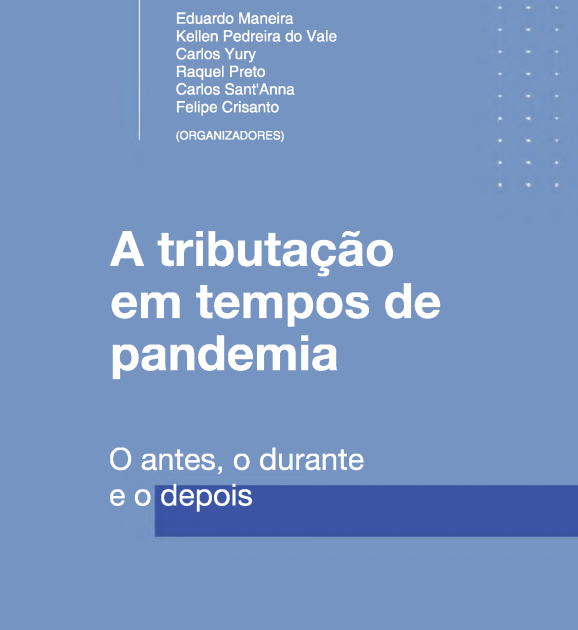 Eduardo Maneira
Kellen Pedreira do Vale
Carlos Yury
Raquel Preto
Carlos Sant'Anna
Felipe Crisanto
(ORGANIZADORES)
A tributação
em tempos de
pandemia
O antes, o durante
e o depois